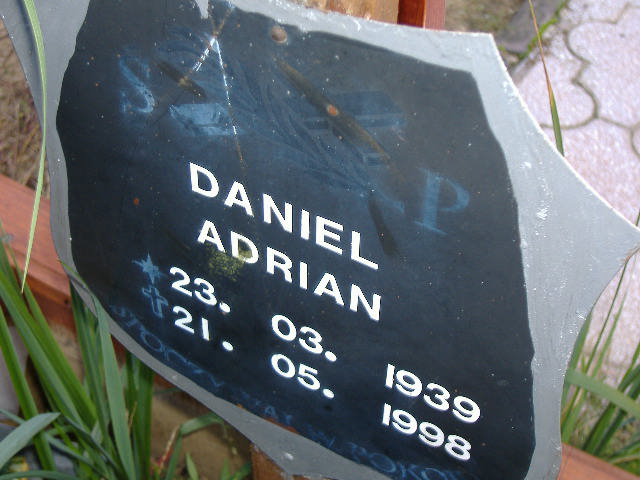 S P
DANIEL
ADRIAN
23. 03. 1939
21. 05. 1998